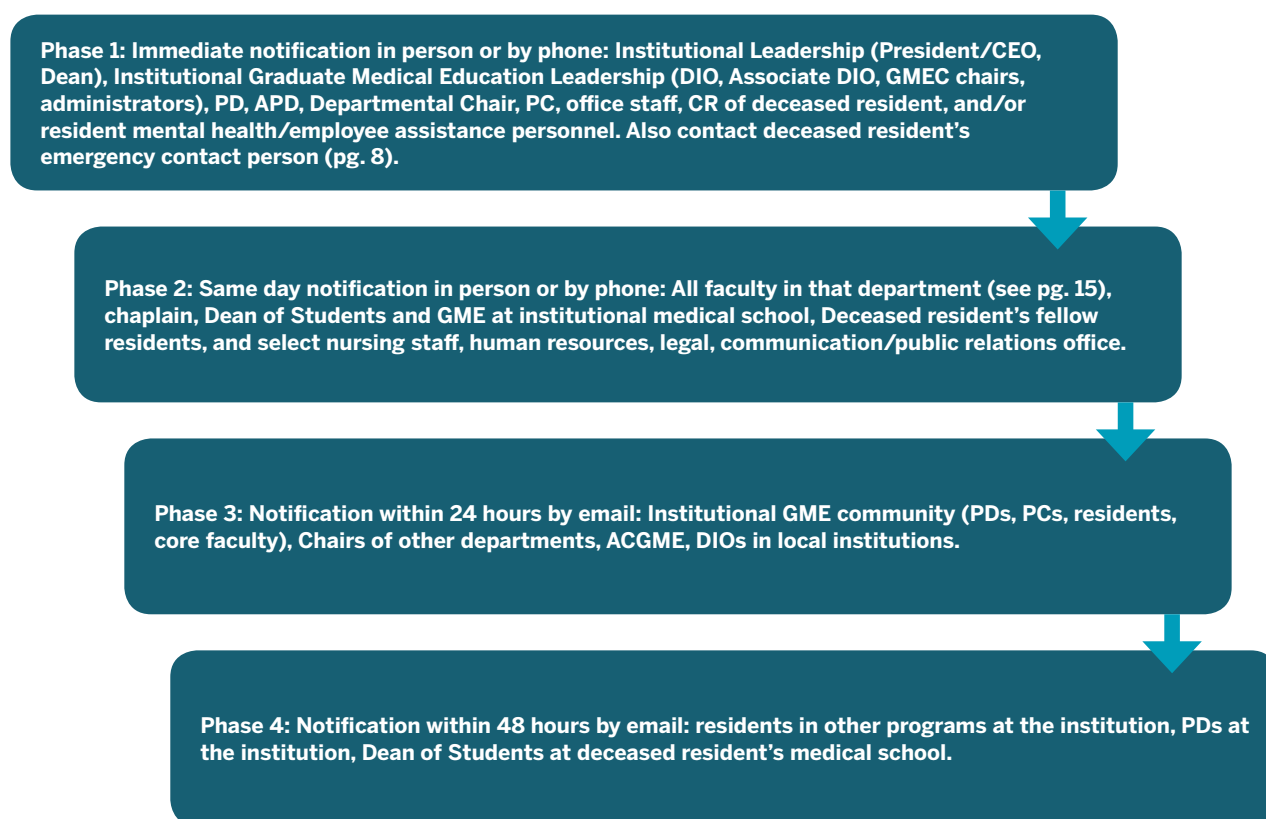 Phase 1: Immediate notification in person or by phone: Institutional Leadership (President/CEO,
Dean), Institutional Graduate Medical Education Leadership (DIO, Associate DIO, GMEC chairs,
administrators), PD, APD, Departmental Chair, PC, office staff, CR of deceased resident, and/or
resident mental health/employee assistance personnel. Also contact deceased resident's
emergency contact person (pg. 8).
Phase 2: Same day notification in person or by phone: All faculty in that department (see pg. 15),
chaplain, Dean of Students and GME at institutional medical school, Deceased resident's fellow
residents, and select nursing staff, human resources, legal, communication/public relations office.
Phase 3: Notification within 24 hours by email: Institutional GME community (PDs, PCs, residents,
core faculty), Chairs of other departments, ACGME, DIOs in local institutions.
Phase 4: Notification within 48 hours by email: residents in other programs at the institution, PDs at
the institution, Dean of Students at deceased resident's medical school.